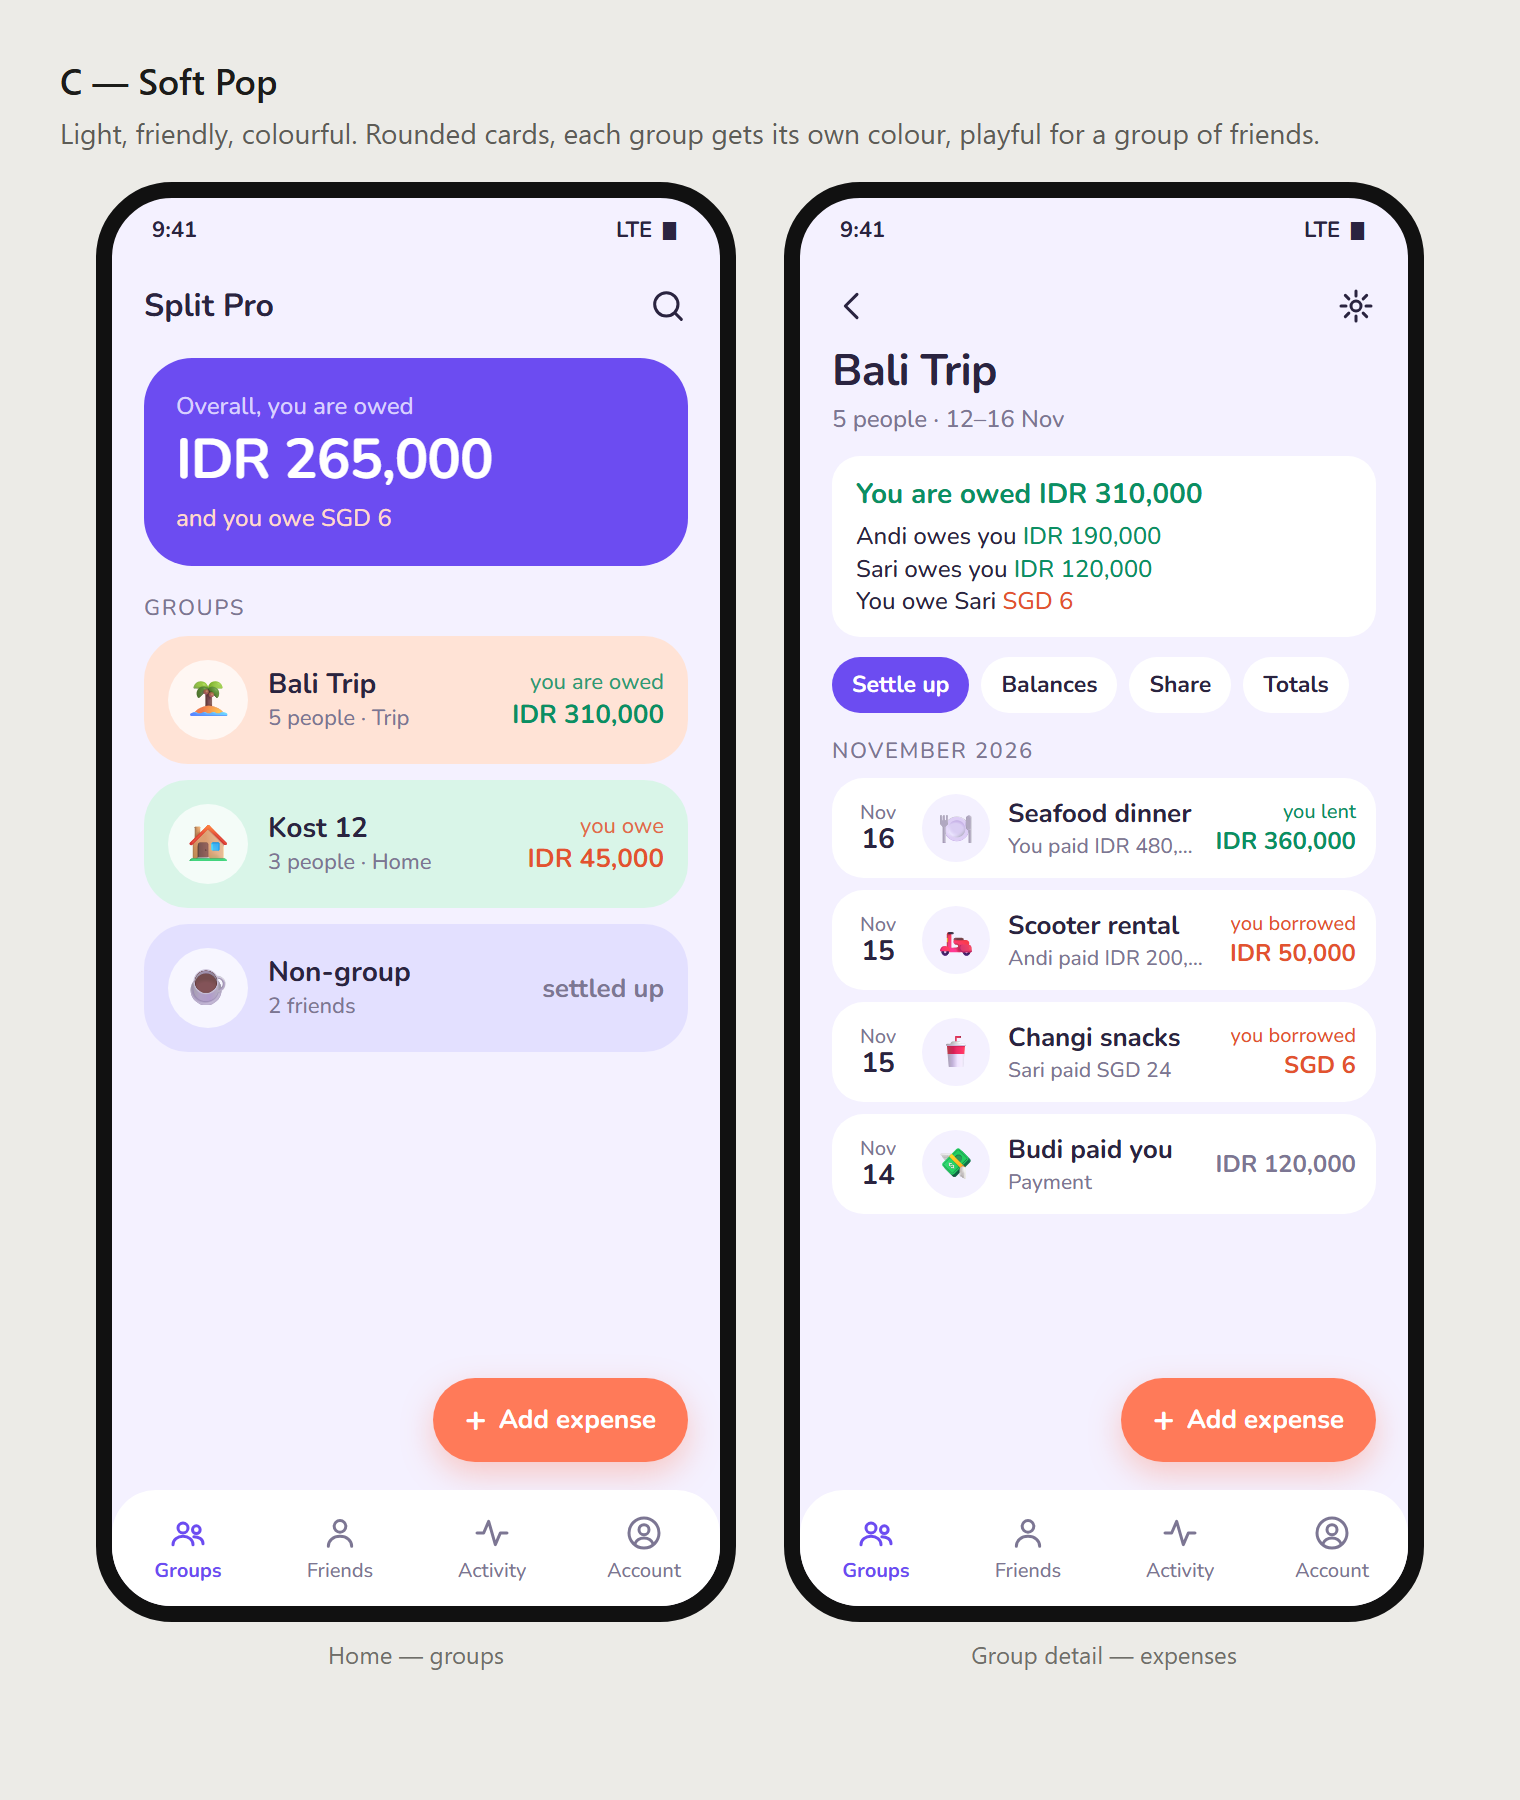 C — Soft Pop
Light, friendly, colourful. Rounded cards, each group gets its own colour, playful for a group of friends.
9:41
LTE
Split Pro
Overall, you are owed
IDR 265,000
and you owe SGD 6
GROUPS
Bali Trip
5 people · Trip
you are owed
IDR 310,000
Kost 12
3 people · Home
you owe
IDR 45,000
Non-group
2 friends
settled up
+ Add expense
Groups
Friends
Activity
Account
Home — groups
9:41
LTE
Bali Trip
5 people · 12–16 Nov
You are owed IDR 310,000
Andi owes you IDR 190,000
Sari owes you IDR 120,000
You owe Sari SGD 6
Settle up
Balances
Share
Totals
NOVEMBER 2026
Nov
16
Seafood dinner
You paid IDR 480,...
you lent
IDR 360,000
Nov
15
Scooter rental
Andi paid IDR 200,...
you borrowed
IDR 50,000
Nov
15
Changi snacks
Sari paid SGD 24
you borrowed
SGD 6
Nov
14
Budi paid you
Payment
IDR 120,000
+ Add expense
Groups
Friends
Activity
Account
Group detail — expenses